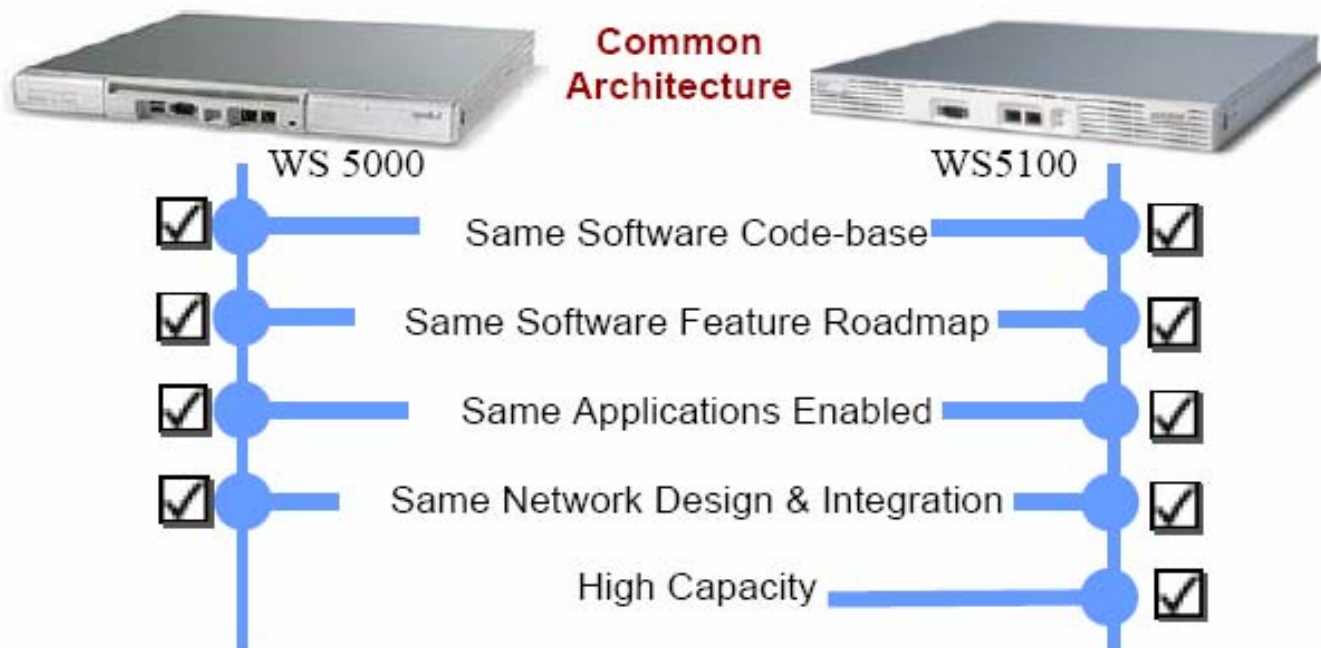 Common
Architecture
WS 5000
WS5100
Same Software Code-base
Same Software Feature Roadmap
Same Applications Enabled
Same Network Design & Integration
High Capacity